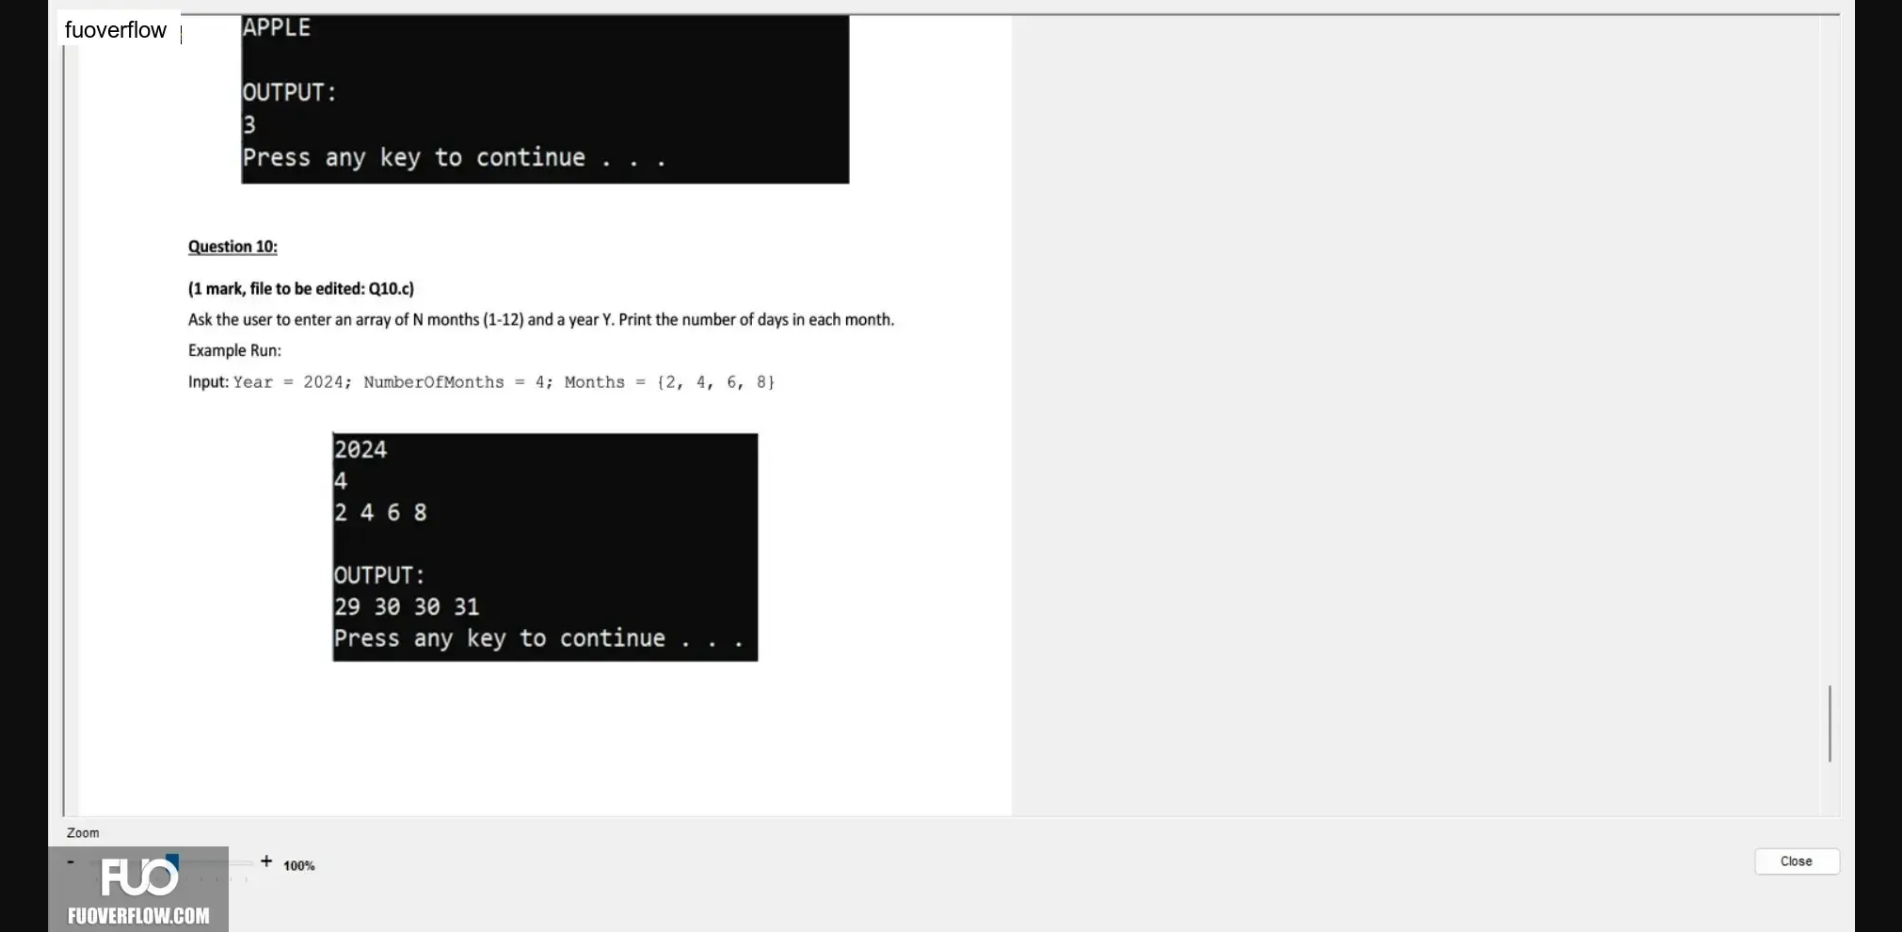 fuoverflow
APPLE
OUTPUT:
3
Press any key to continue . . .
Question 10:
(1 mark, file to be edited: Q10.c)
Ask the user to enter an array of N months (1-12) and a year Y. Print the number of days in each month.
Example Run:
Input: Year = 2024; NumberOfMonths = 4; Months = {2, 4, 6, 8}
2024
4
2 4 6 8
OUTPUT:
29 30 30 31
Press any key to continue . . .
Zoom
- + 100%
Close
FUO
FUOVERFLOW.COM